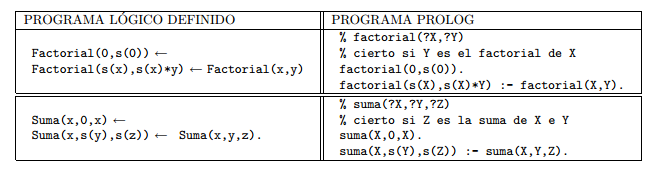 PROGRAMA LÓGICO DEFINIDO
PROGRAMA PROLOG
Factorial(0,s(0)) ←
Factorial(s(x),s(x)*y) ← Factorial(x,y)
% factorial(?X,?Y)
% cierto si Y es el factorial de X
factorial(0,s(0)).
factorial(s(X),s(X)*Y) :- factorial(X,Y).
Suma(x,0,x) ←
Suma(x,s(y),s(z)) ← Suma(x,y,z).
% suma(?X,?Y,?Z)
% cierto si Z es la suma de X e Y
suma(X,0,X).
suma(X,s(Y),s(Z)) :- suma(X,Y,Z).